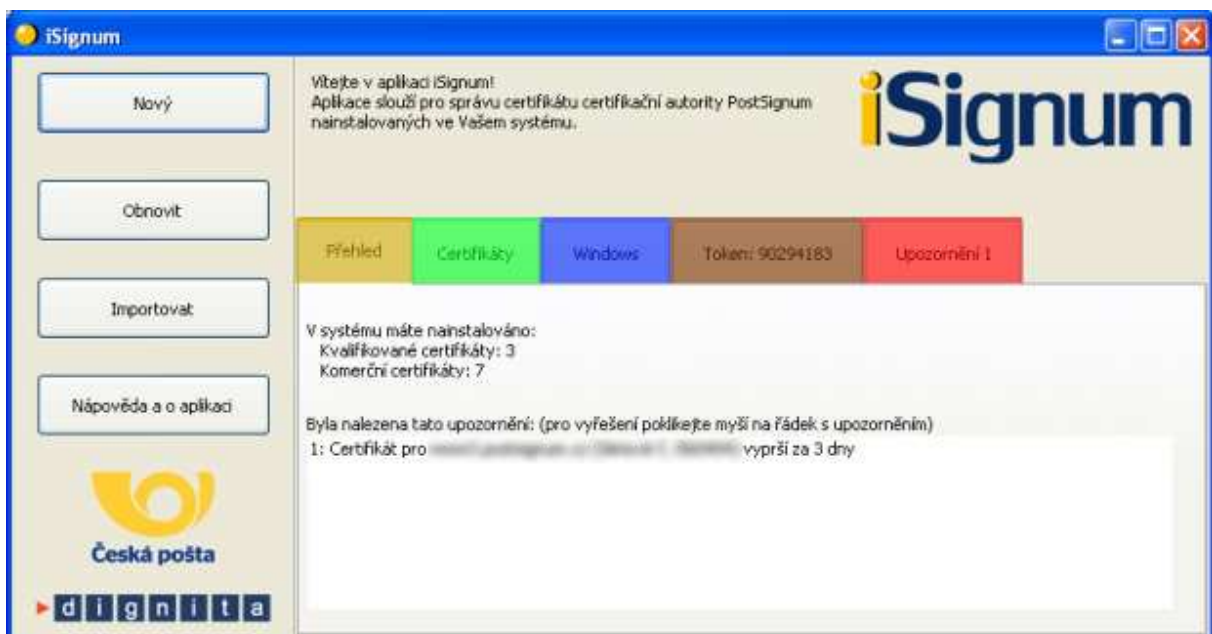 iSignum
Nový
Obnovit
Importovat
Nápověda a o aplikaci
Česká pošta
dignita
Vítejte v aplikaci iSignum!
Aplikace slouží pro správu certifikátu certifikační autority PostSignum
nainstalovaných ve Vašem systému.
iSignum
Přehled
Certifikáty
Windows
Token: 90294183
Upozornění 1
V systému máte nainstalováno:
Kvalifikované certifikáty: 3
Komerční certifikáty: 7
Byla nalezena tato upozornění: (pro vyřešení poklikejte myší na řádek s upozorněním)
1: Certifikát pro vyprší za 3 dny